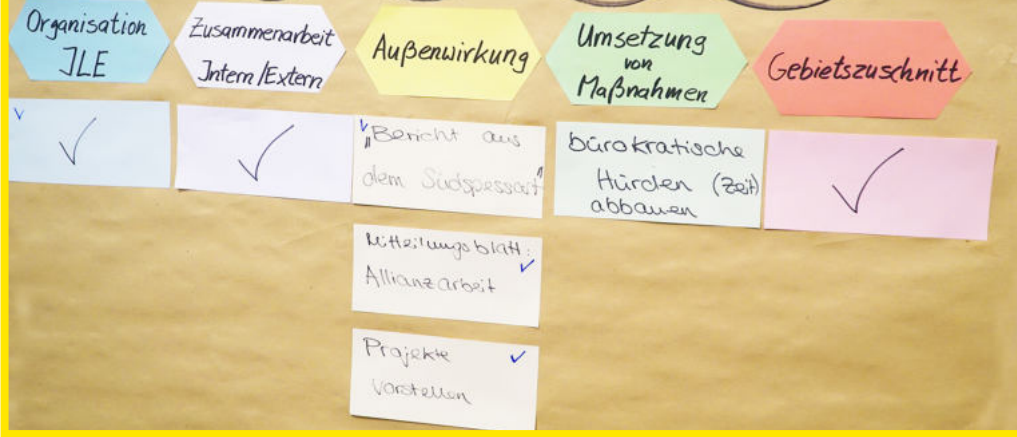 Organisation
ILE
Zusammenarbeit
Intern/Extern
Außenwirkung
Umsetzung
von
Maßnahmen
Gebietszuschnitt
„Bericht aus
dem Südspessart"
Mitteilungsblatt:
Allianzarbeit
Projekte
vorstellen
bürokratische
Hürden (Zeit)
abbauen